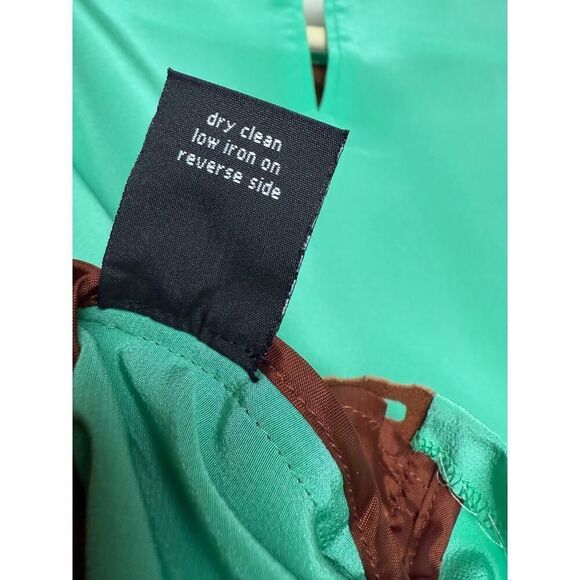 dry clean
low iron on
reverse side